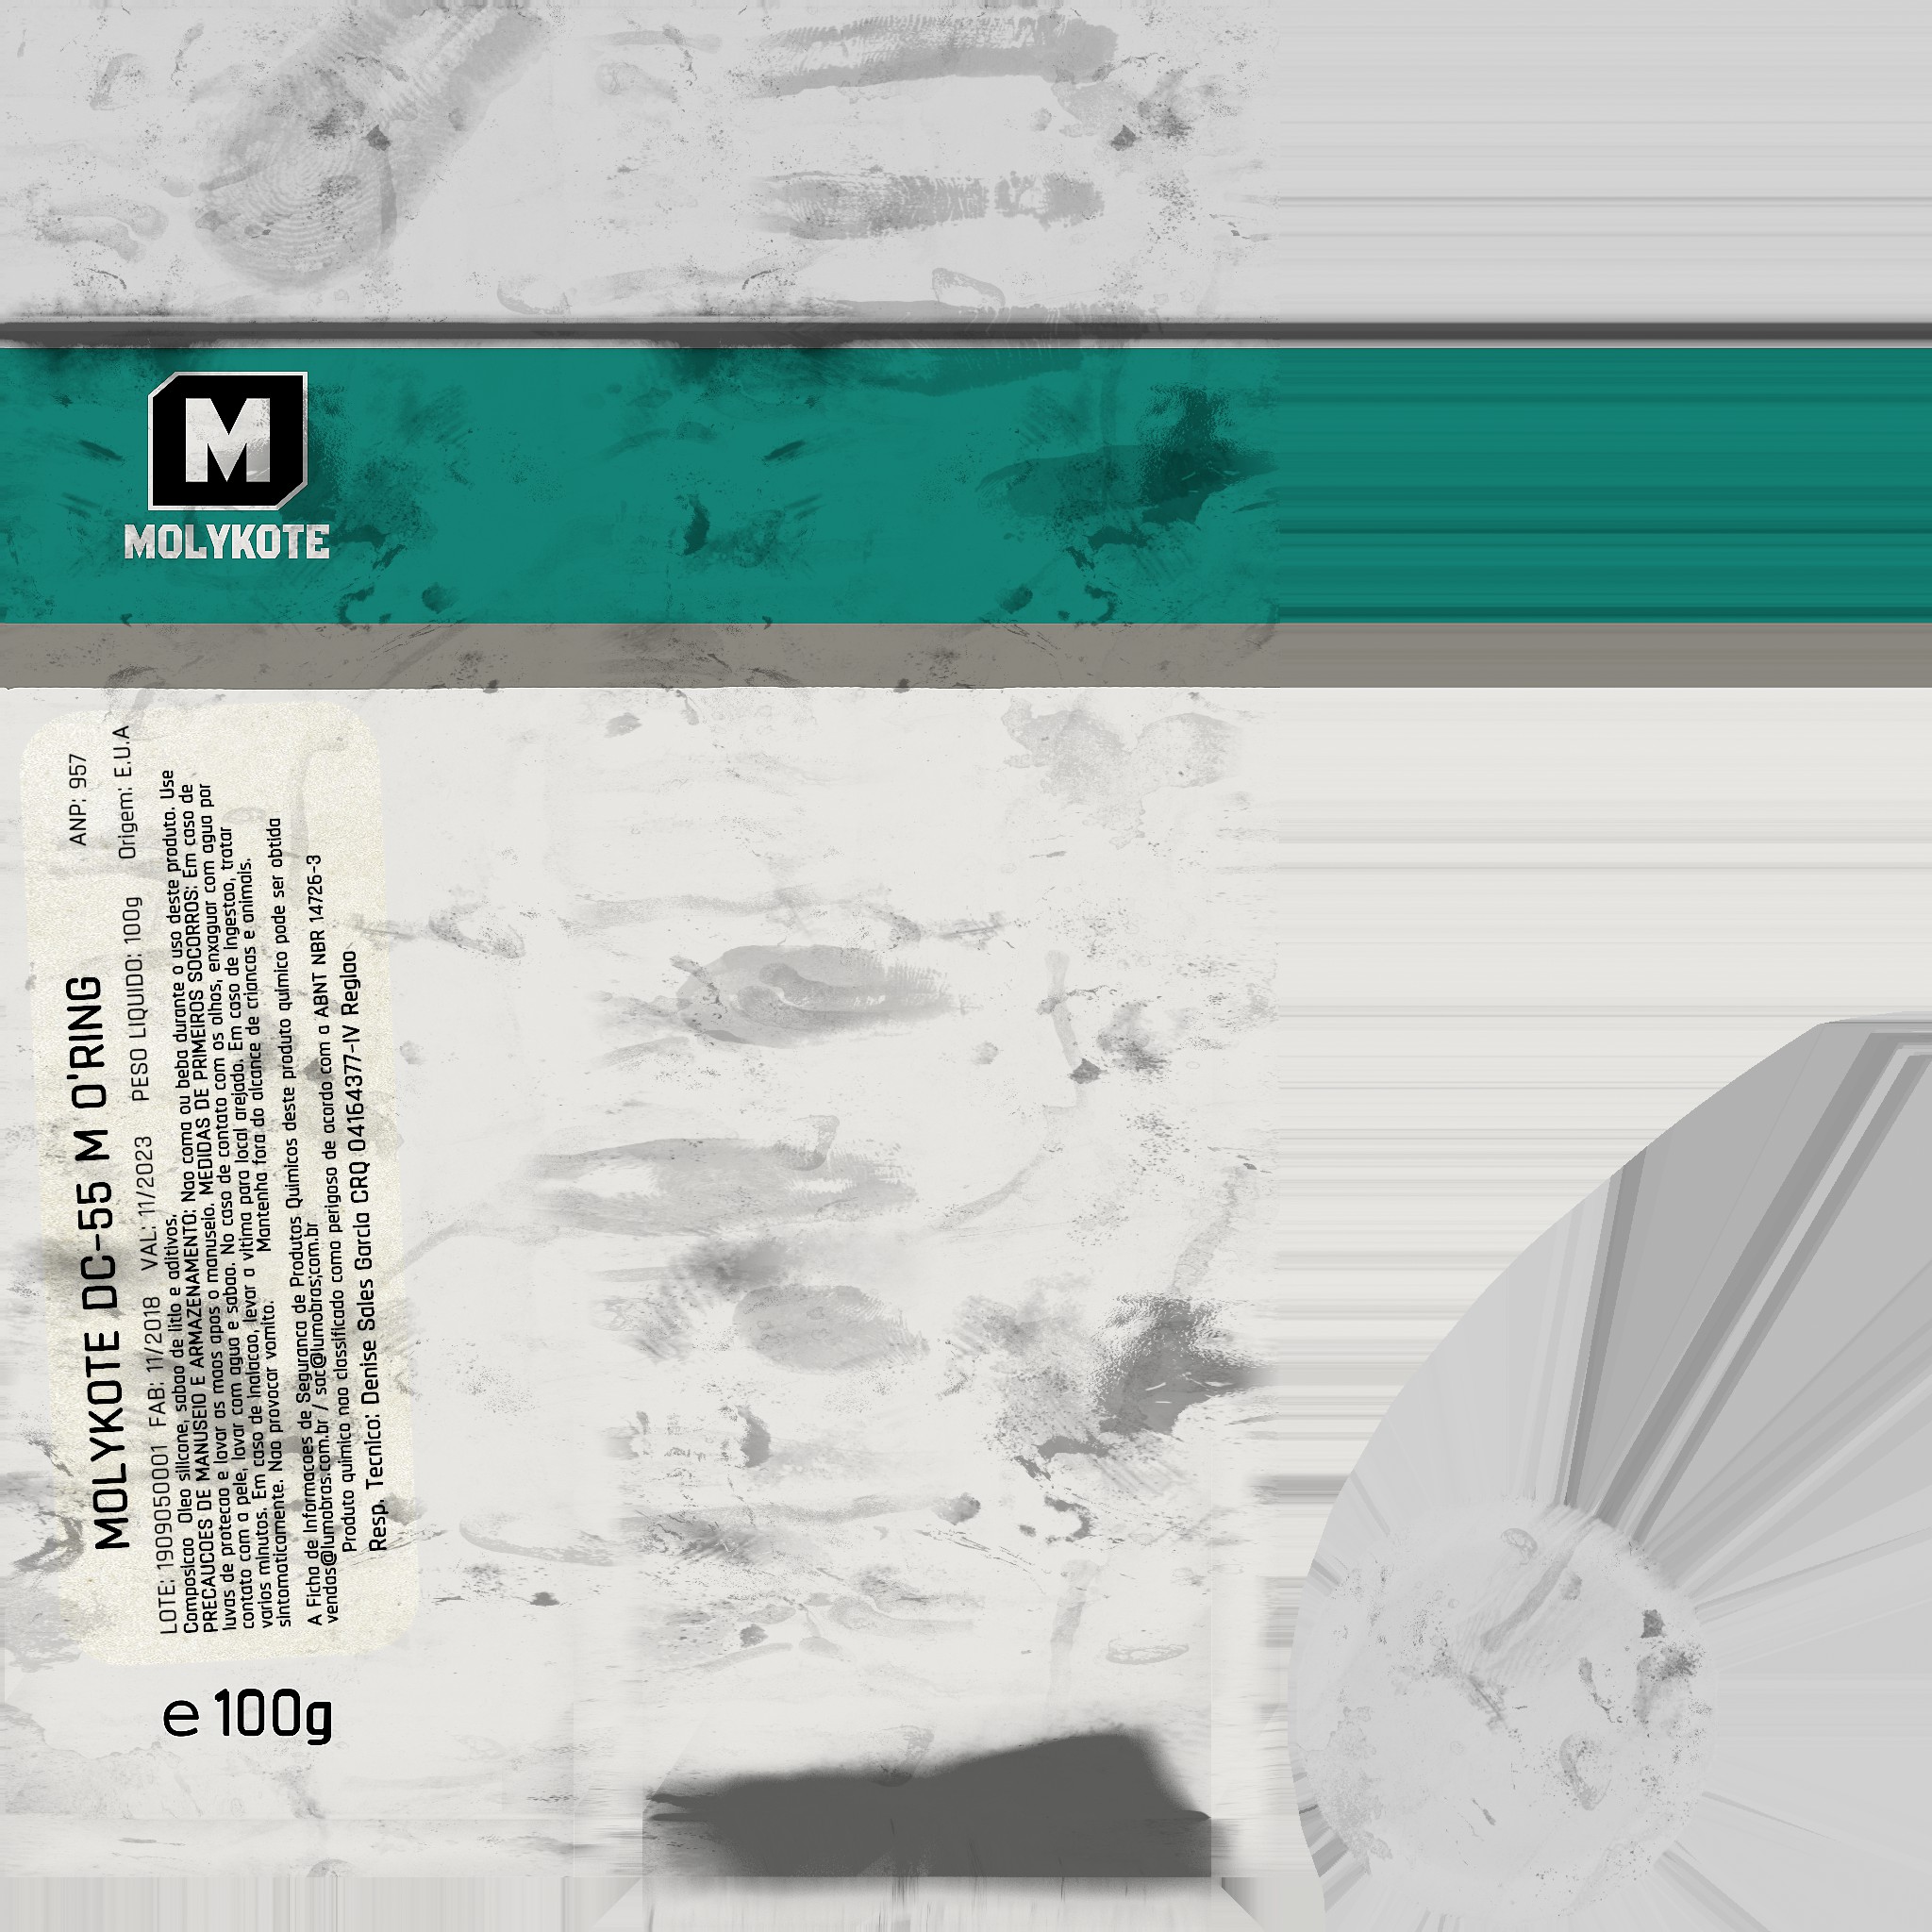 M
MOLYKOTE
MOLYKOTE DC-55 M O'RING
ANP: 957
LOTE: 1909050001 FAB: 11/2018 VAL: 11/2023 PESO LIQUIDO: 100g Origem: E.U.A
Composicao Oleo silicone, sabao de litio e aditivos.
PRECAUCOES DE MANUSEIO E ARMAZENAMENTO: Nao coma ou beba durante o uso deste produto. Use
luvas de protecao e lavar as maos apos o manuseio. MEDIDAS DE PRIMEIROS SOCORROS: Em caso de
contato com a pele, lavar com agua e sabao. No caso de contato com os olhos, enxaguar com agua por
varios minutos. Em caso de inalacao, levar a vitima para local arejado. Em caso de ingestao, tratar
sintomaticamente. Nao provocar vomito. Mantenha fora do alcance de criancas e animais.
A Ficha de Informacoes de Seguranca de Produtos Quimicos deste produto quimico pode ser obtida
vendas@lumobras.com.br / sac@lumobras;com.br
Produto quimico nao classificado como perigoso de acordo com a ABNT NBR 14726-3
Resp. Tecnico: Denise Sales Garcia CRQ 04164377-IV Regiao
e 100g